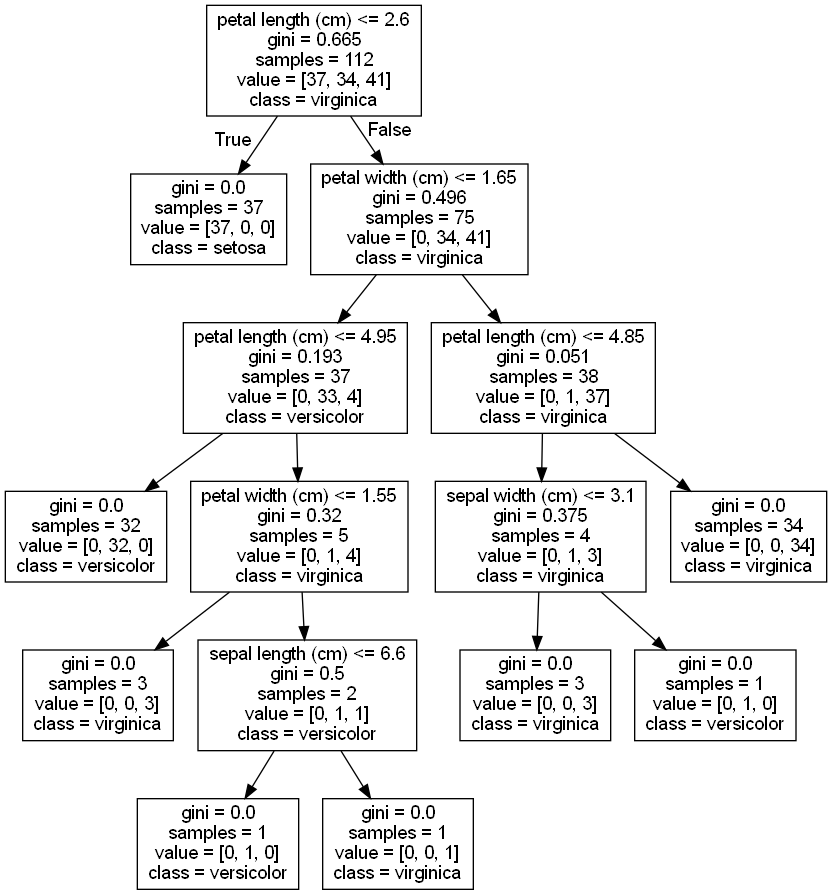 petal length (cm) <= 2.6
gini = 0.665
samples = 112
value = [37, 34, 41]
class = virginica
True
False
gini = 0.0
samples = 37
value = [37, 0, 0]
class = setosa
petal width (cm) <= 1.65
gini = 0.496
samples = 75
value = [0, 34, 41]
class = virginica
petal length (cm) <= 4.95
gini = 0.193
samples = 37
value = [0, 33, 4]
class = versicolor
petal length (cm) <= 4.85
gini = 0.051
samples = 38
value = [0, 1, 37]
class = virginica
gini = 0.0
samples = 32
value = [0, 32, 0]
class = versicolor
petal width (cm) <= 1.55
gini = 0.32
samples = 5
value = [0, 1, 4]
class = virginica
sepal width (cm) <= 3.1
gini = 0.375
samples = 4
value = [0, 1, 3]
class = virginica
gini = 0.0
samples = 34
value = [0, 0, 34]
class = virginica
gini = 0.0
samples = 3
value = [0, 0, 3]
class = virginica
sepal length (cm) <= 6.6
gini = 0.5
samples = 2
value = [0, 1, 1]
class = versicolor
gini = 0.0
samples = 3
value = [0, 0, 3]
class = virginica
gini = 0.0
samples = 1
value = [0, 1, 0]
class = versicolor
gini = 0.0
samples = 1
value = [0, 1, 0]
class = versicolor
gini = 0.0
samples = 1
value = [0, 0, 1]
class = virginica